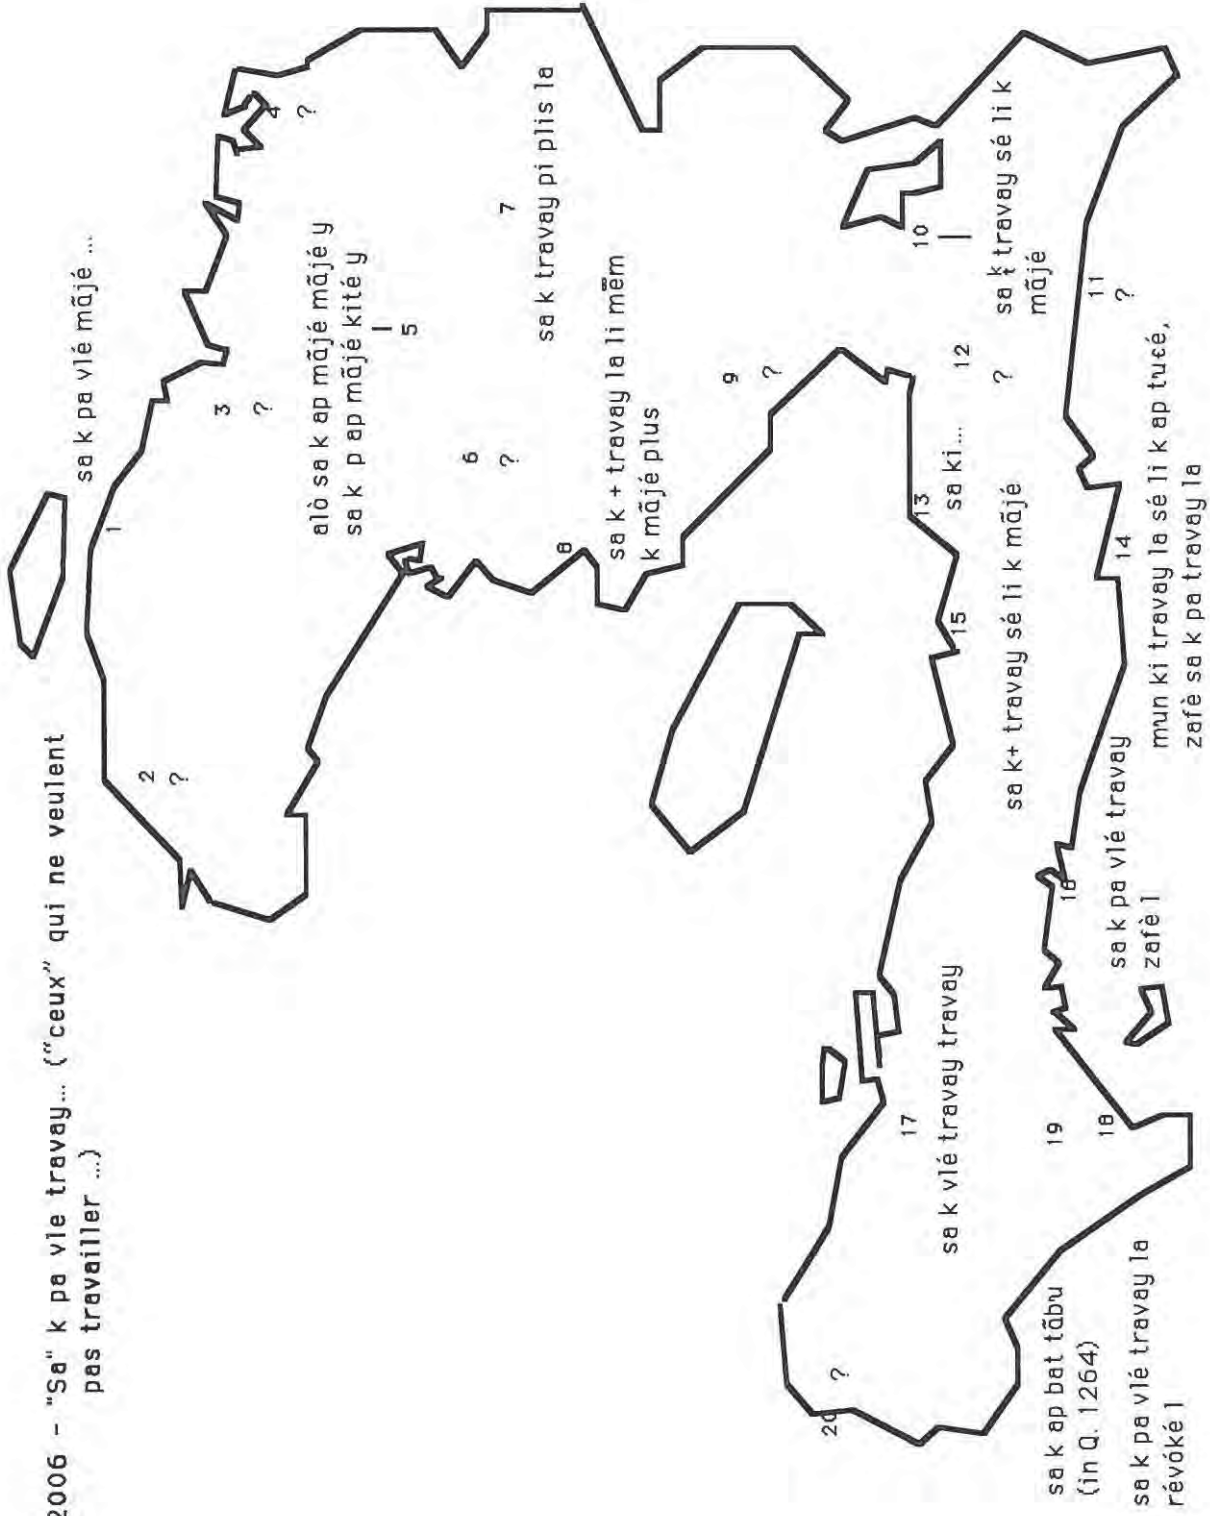 2006 - "Sa" k pa vle travay... ("ceux" qui ne veulent
pas travailler ...)
sa k pa vlé mãjé ...
1
2
?
3
?
4
?
alò sa k ap mãjé mãjé y
sa k p ap mãjé kité y
5
6
?
7
sa k travay pi plis la
8
sa k + travay la li mẽm
k mãjé plus
9
?
10
sa k travay sé li k
mãjé
11
?
12
?
13
sa ki...
14
mun ki travay la sé li k ap
zafè sa k pa travay la
15
sa k+ travay sé li k mãjé
16
sa k pa vlé travay
zafè l
17
sa k vlé travay travay
18
19
20
?
sa k ap bat tãbu
(in Q. 1264)
sa k pa vlé travay la
révóké l